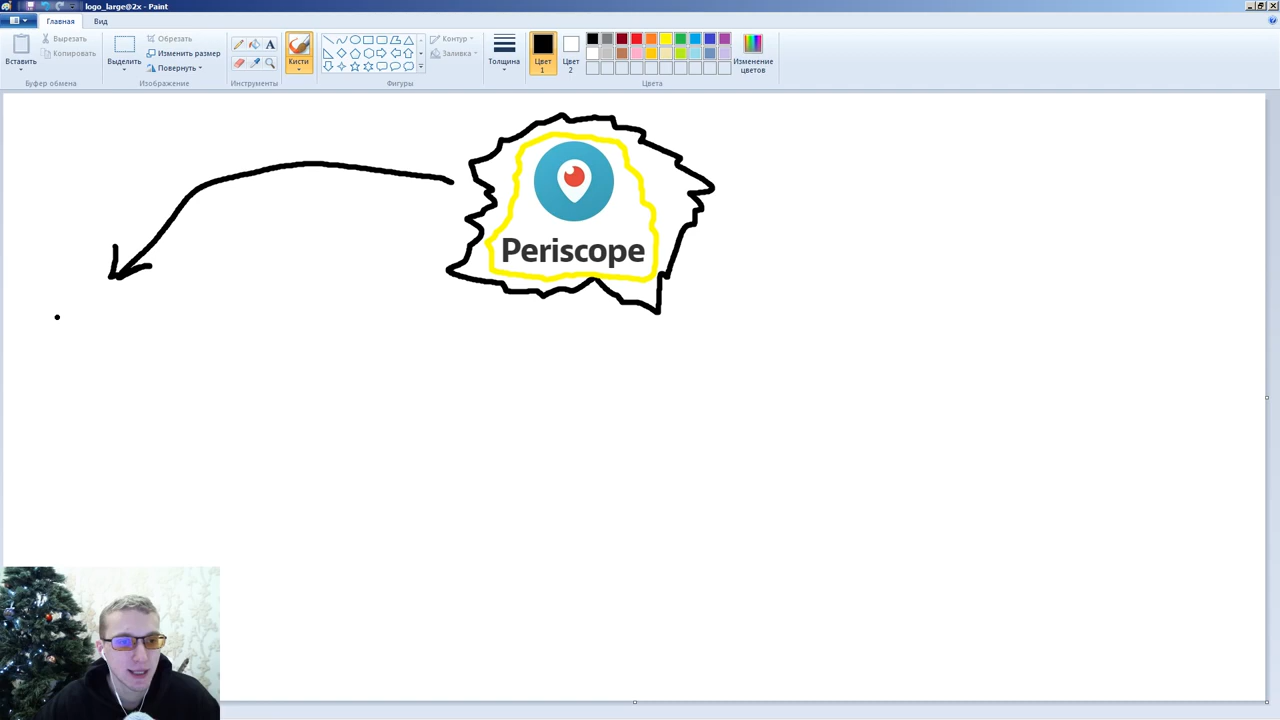 logo_large@2x - Paint
Главная
Вид
Вставить
Вырезать
Копировать
Буфер обмена
Выделить
Обрезать
Изменить размер
Повернуть
Изображение
A
Инструменты
Кисти
Контур
Заливка
Фигуры
Толщина
Цвет 1
Цвет 2
Изменение цветов
Цвета
Periscope